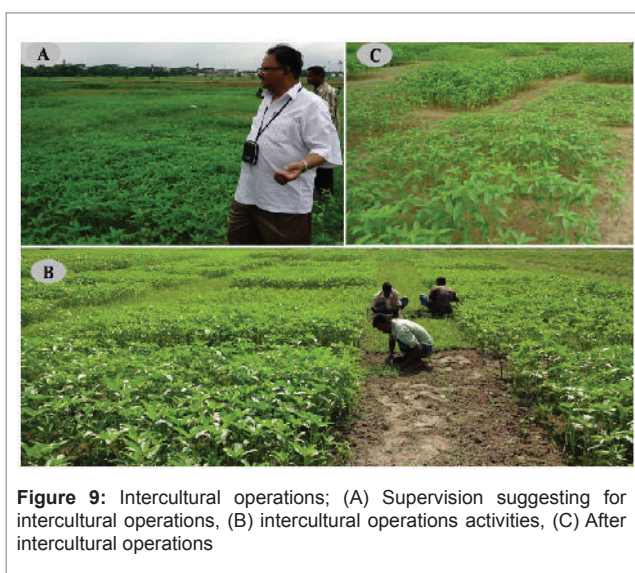 A
C
B
Figure 9: Intercultural operations; (A) Supervision suggesting for
intercultural operations, (B) intercultural operations activities, (C) After
intercultural operations